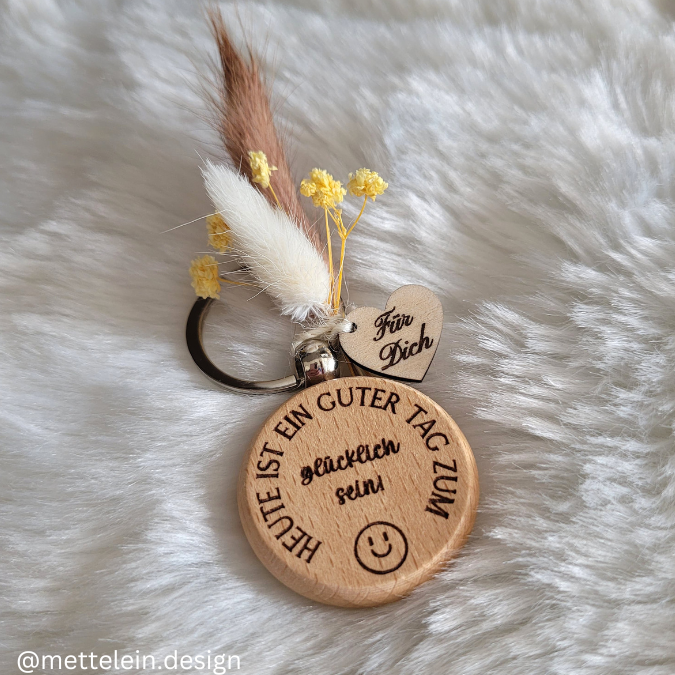 Für
Dich
HEUTE IST EIN GUTER TAG ZUM
glücklich
sein!
@mettelein.design